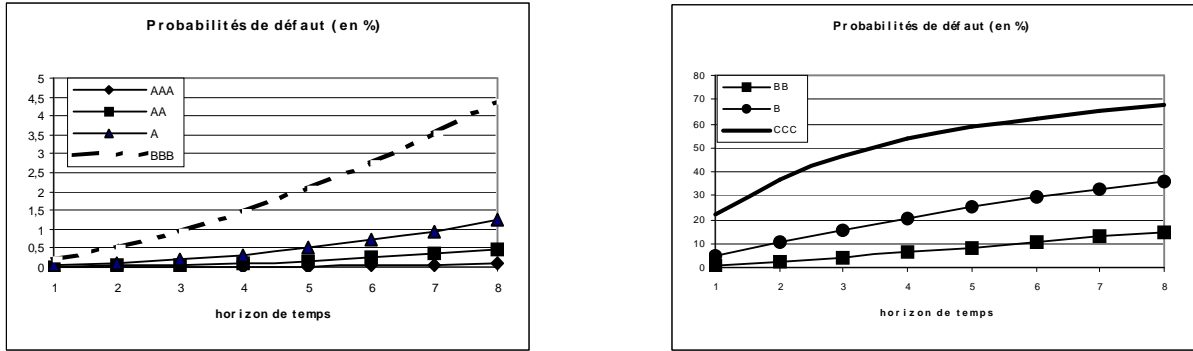 Probabilités de défaut (en %)
5
4,5
4
3,5
3
2,5
2
1,5
1
0,5
0
AAA
AA
A
BBB
1 2 3 4 5 6 7 8
horizon de temps
Probabilités de défaut (en %)
80
70
60
50
40
30
20
10
0
BB
B
CCC
1 2 3 4 5 6 7 8
horizon de temps